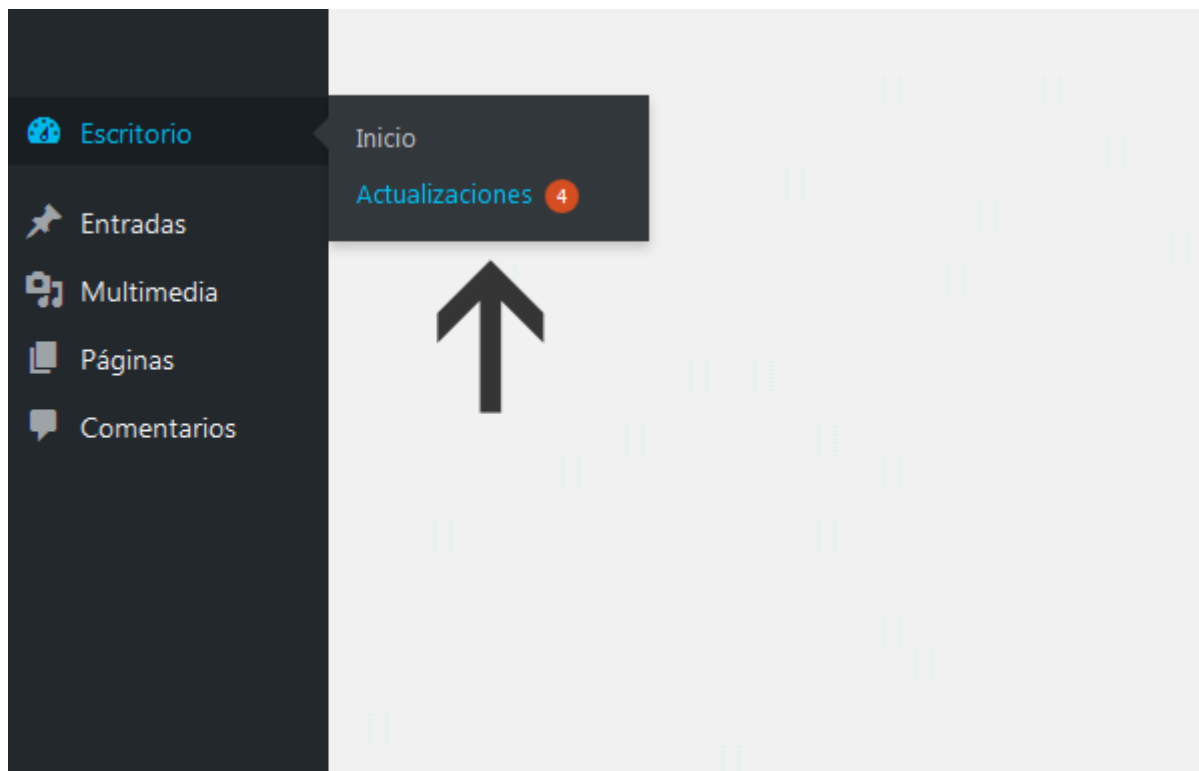 Escritorio
Inicio
Actualizaciones 4
Entradas
Multimedia
Páginas
Comentarios